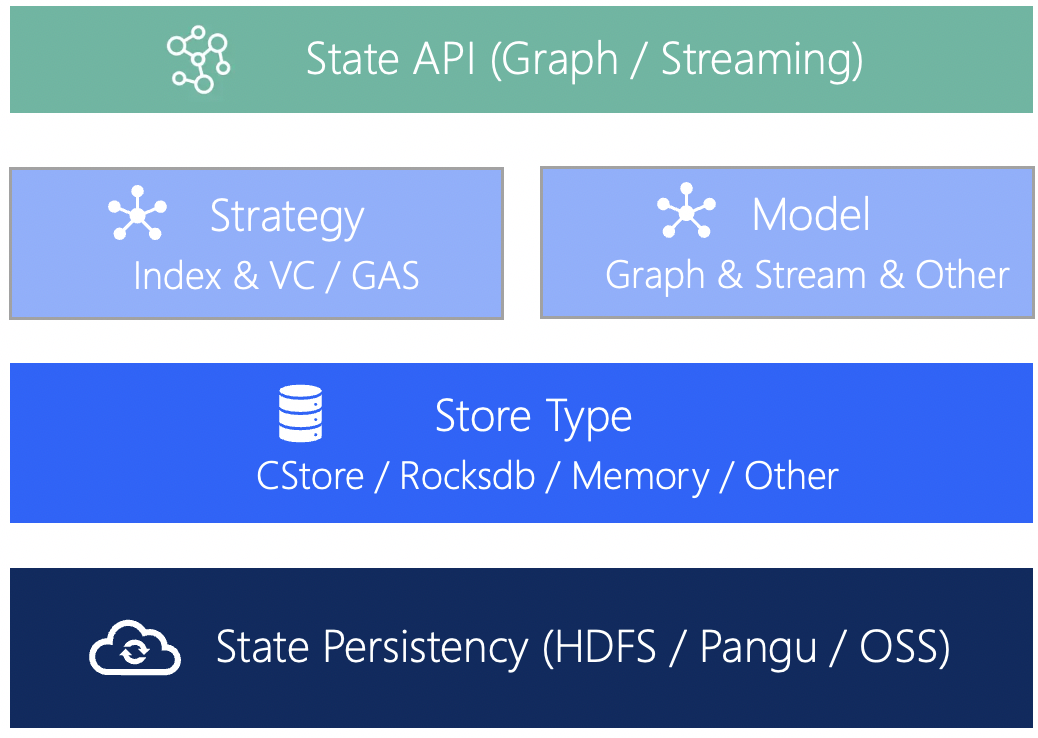 State API (Graph / Streaming)
Strategy
Index & VC / GAS
Model
Graph & Stream & Other
Store Type
CStore / Rocksdb / Memory / Other
State Persistency (HDFS / Pangu / OSS)